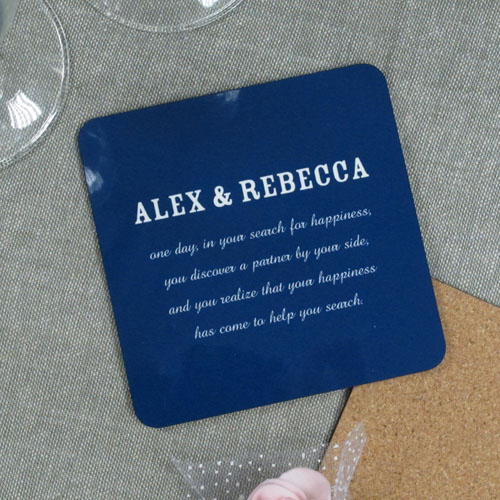 ALEX & REBECCA
one day, in your search for happiness,
you discover a partner by your side,
and you realize that your happiness
has come to help you search.